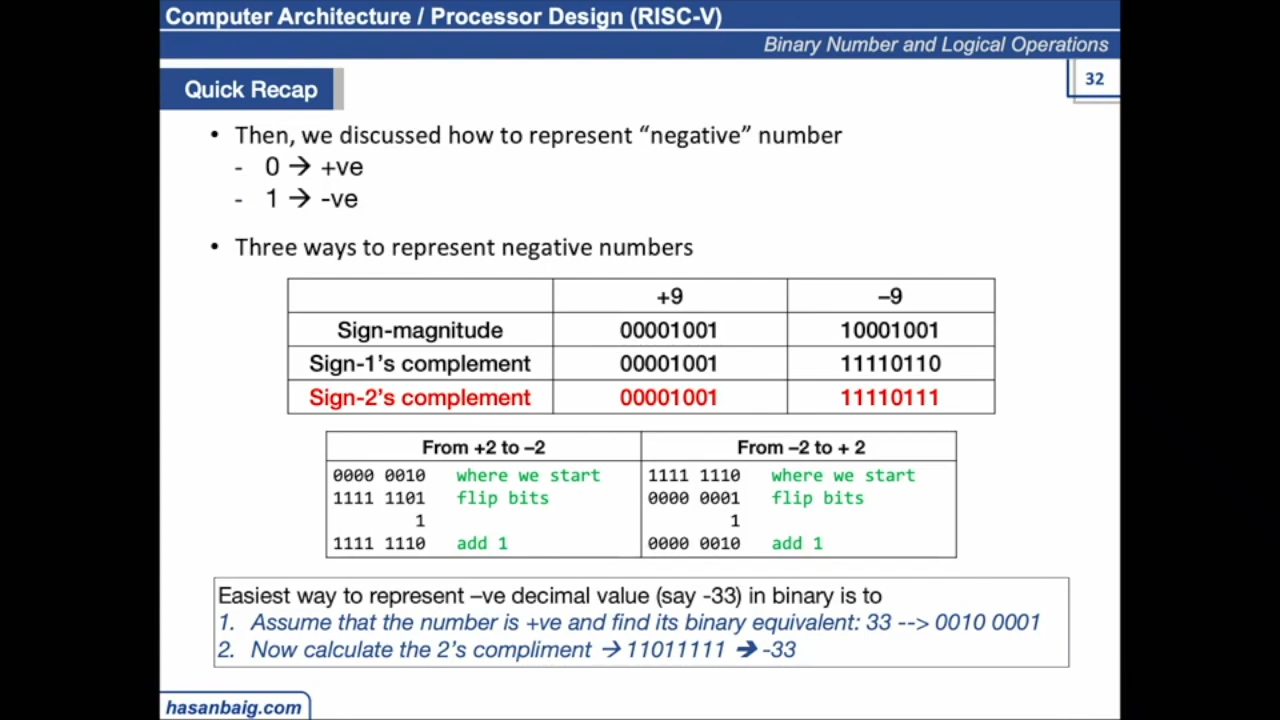 Computer Architecture / Processor Design (RISC-V)
Binary Number and Logical Operations
Quick Recap
32
• Then, we discussed how to represent “negative” number
- 0 → +ve
- 1 → -ve
• Three ways to represent negative numbers
+9 –9
Sign-magnitude 00001001 10001001
Sign-1’s complement 00001001 11110110
Sign-2’s complement 00001001 11110111
From +2 to –2 From –2 to + 2
0000 0010 where we start 1111 1110 where we start
1111 1101 flip bits 0000 0001 flip bits
1 1
1111 1110 add 1 0000 0010 add 1
Easiest way to represent –ve decimal value (say -33) in binary is to
1. Assume that the number is +ve and find its binary equivalent: 33 --> 0010 0001
2. Now calculate the 2’s compliment → 11011111 → -33
hasanbaig.com